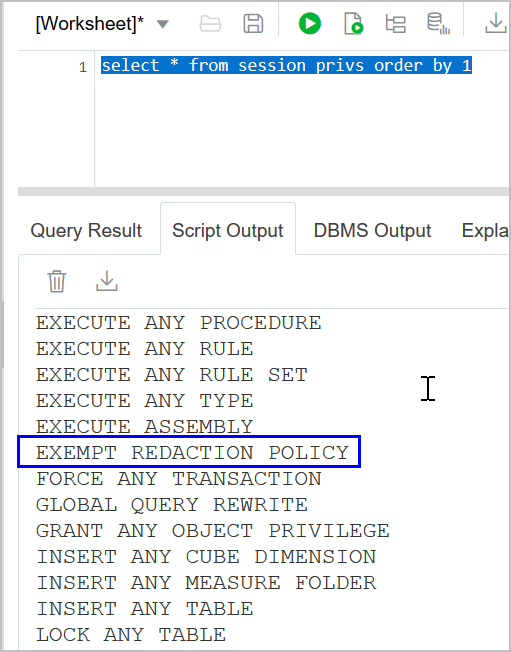 [Worksheet]*
1 select * from session privs order by 1
Query Result Script Output DBMS Output Expla
EXECUTE ANY PROCEDURE
EXECUTE ANY RULE
EXECUTE ANY RULE SET
EXECUTE ANY TYPE
EXECUTE ASSEMBLY
EXEMPT REDACTION POLICY
FORCE ANY TRANSACTION
GLOBAL QUERY REWRITE
GRANT ANY OBJECT PRIVILEGE
INSERT ANY CUBE DIMENSION
INSERT ANY MEASURE FOLDER
INSERT ANY TABLE
LOCK ANY TABLE